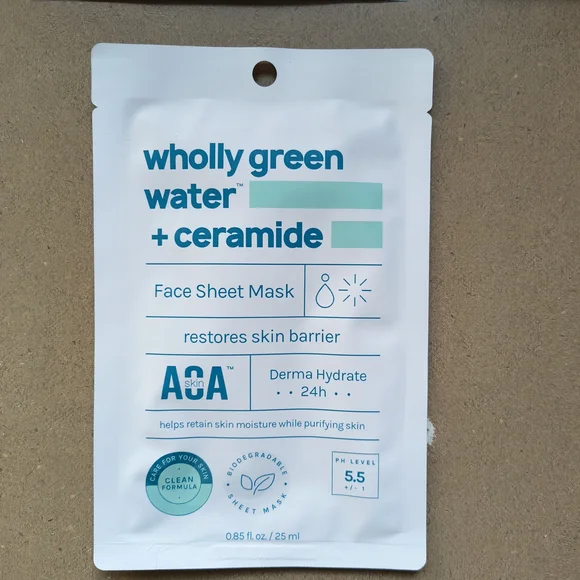 wholly green
water™
+ ceramide
Face Sheet Mask
restores skin barrier
AOA™
skin
Derma Hydrate
•• 24h ••
helps retain skin moisture while purifying skin
CARE FOR YOUR SKIN
CLEAN
FORMULA
• BIODEGRADABLE •
SHEET MASK
PH LEVEL
5.5
+/- 1
0.85 fl. oz. / 25 ml